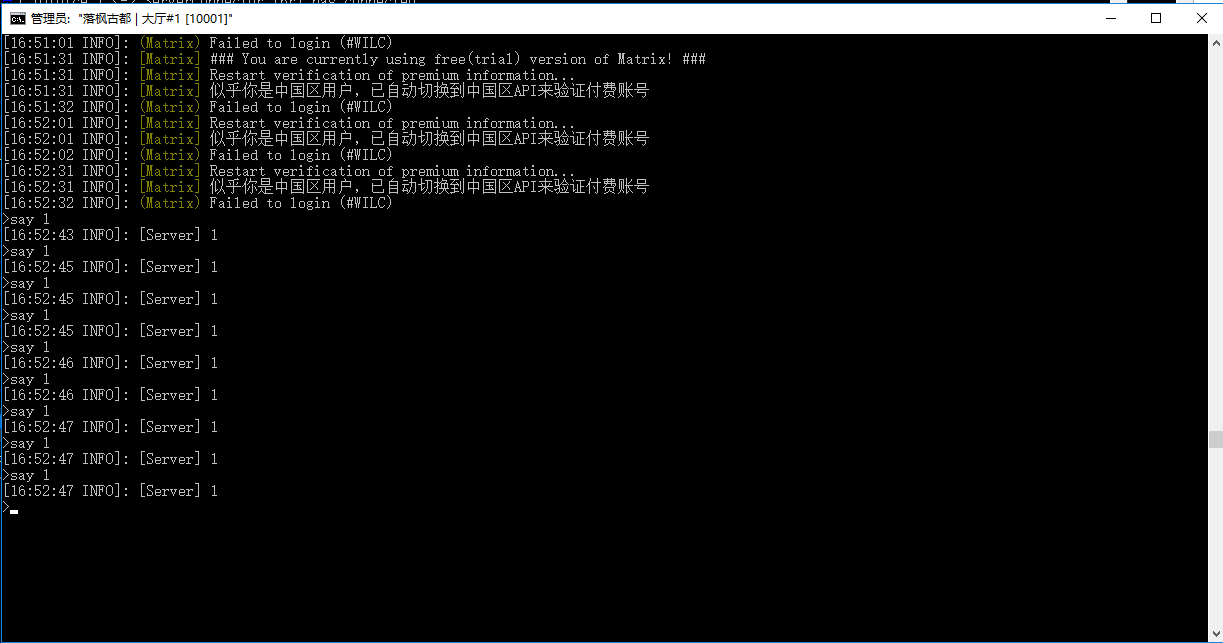 管理员: "落枫古都 | 大厅#1 [10001]"
[16:51:01 INFO]: (Matrix) Failed to login (#WILC)
[16:51:31 INFO]: [Matrix] ### You are currently using free(trial) version of Matrix! ###
[16:51:31 INFO]: [Matrix] Restart verification of premium information...
[16:51:31 INFO]: [Matrix] 似乎你是中国区用户，已自动切换到中国区API来验证付费账号
[16:51:32 INFO]: (Matrix) Failed to login (#WILC)
[16:52:01 INFO]: [Matrix] Restart verification of premium information...
[16:52:01 INFO]: [Matrix] 似乎你是中国区用户，已自动切换到中国区API来验证付费账号
[16:52:02 INFO]: (Matrix) Failed to login (#WILC)
[16:52:31 INFO]: [Matrix] Restart verification of premium information...
[16:52:31 INFO]: [Matrix] 似乎你是中国区用户，已自动切换到中国区API来验证付费账号
[16:52:32 INFO]: (Matrix) Failed to login (#WILC)
>say 1
[16:52:43 INFO]: [Server] 1
>say 1
[16:52:45 INFO]: [Server] 1
>say 1
[16:52:45 INFO]: [Server] 1
>say 1
[16:52:45 INFO]: [Server] 1
>say 1
[16:52:46 INFO]: [Server] 1
>say 1
[16:52:46 INFO]: [Server] 1
>say 1
[16:52:47 INFO]: [Server] 1
>say 1
[16:52:47 INFO]: [Server] 1
>say 1
[16:52:47 INFO]: [Server] 1
>